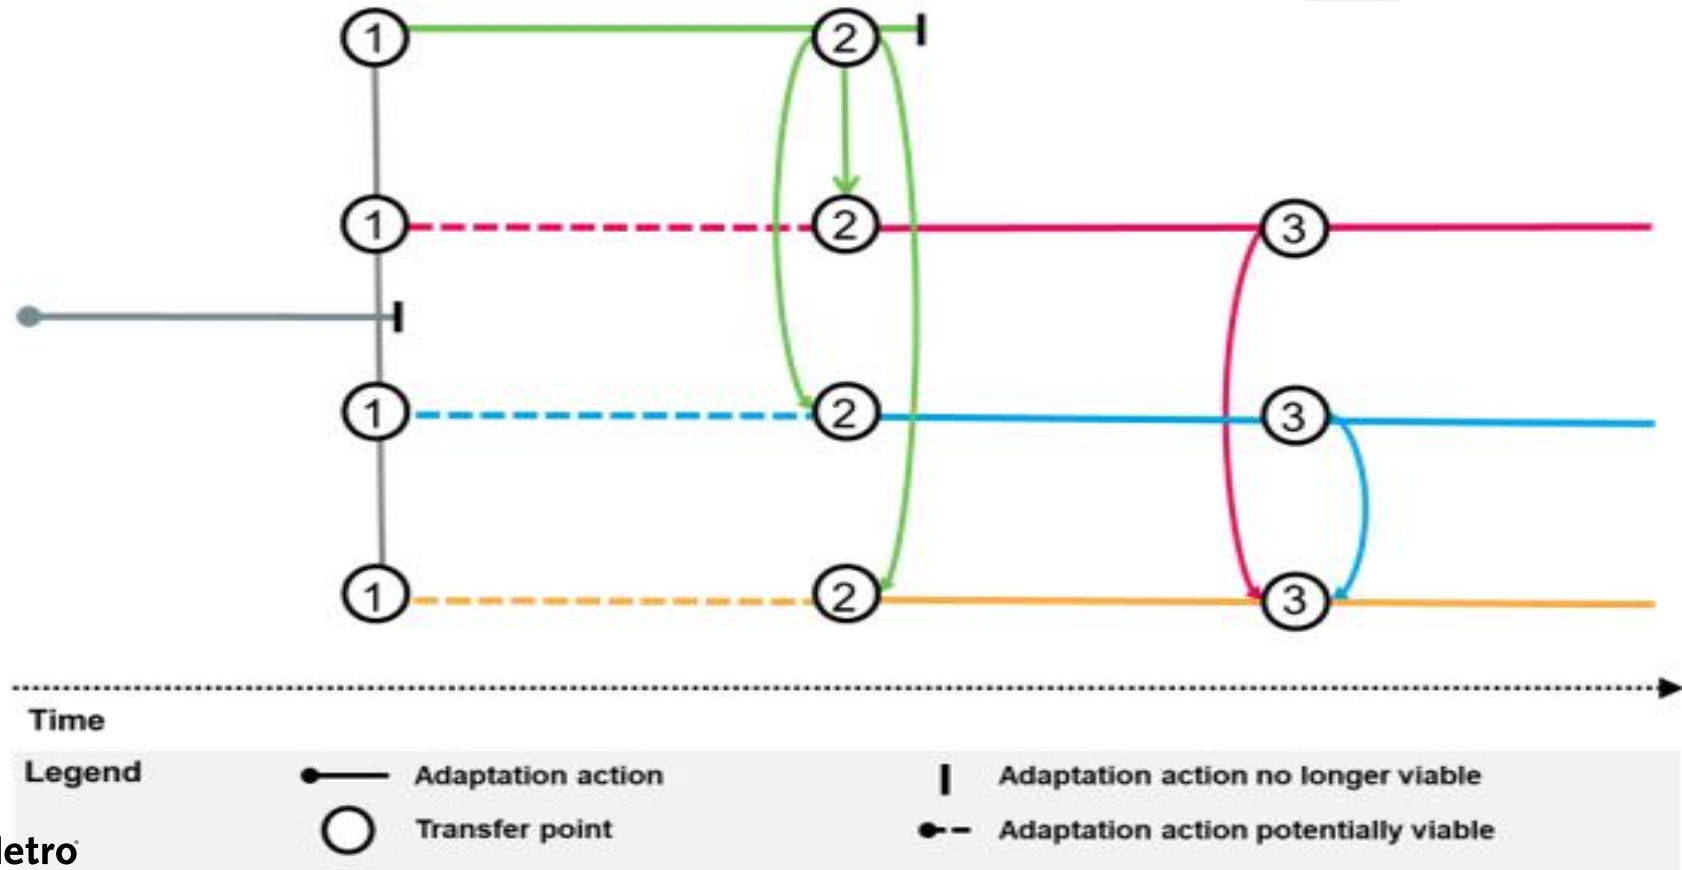 1 2
1 2 3
1 2 3
1 2 3
Time
Legend
Adaptation action
Adaptation action no longer viable
Transfer point
Adaptation action potentially viable